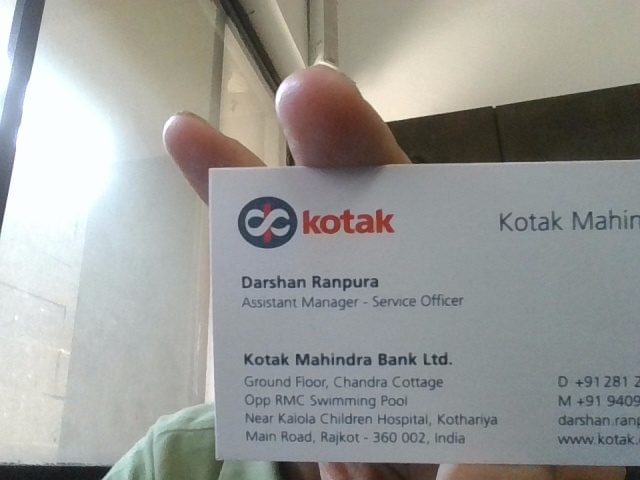 kotak
Kotak Mahin
Darshan Ranpura
Assistant Manager - Service Officer
Kotak Mahindra Bank Ltd.
Ground Floor, Chandra Cottage
Opp RMC Swimming Pool
Near Kaiola Children Hospital, Kothariya
Main Road, Rajkot - 360 002, India
D +91 281 2
M +91 9409
darshan.ranp
www.kotak.